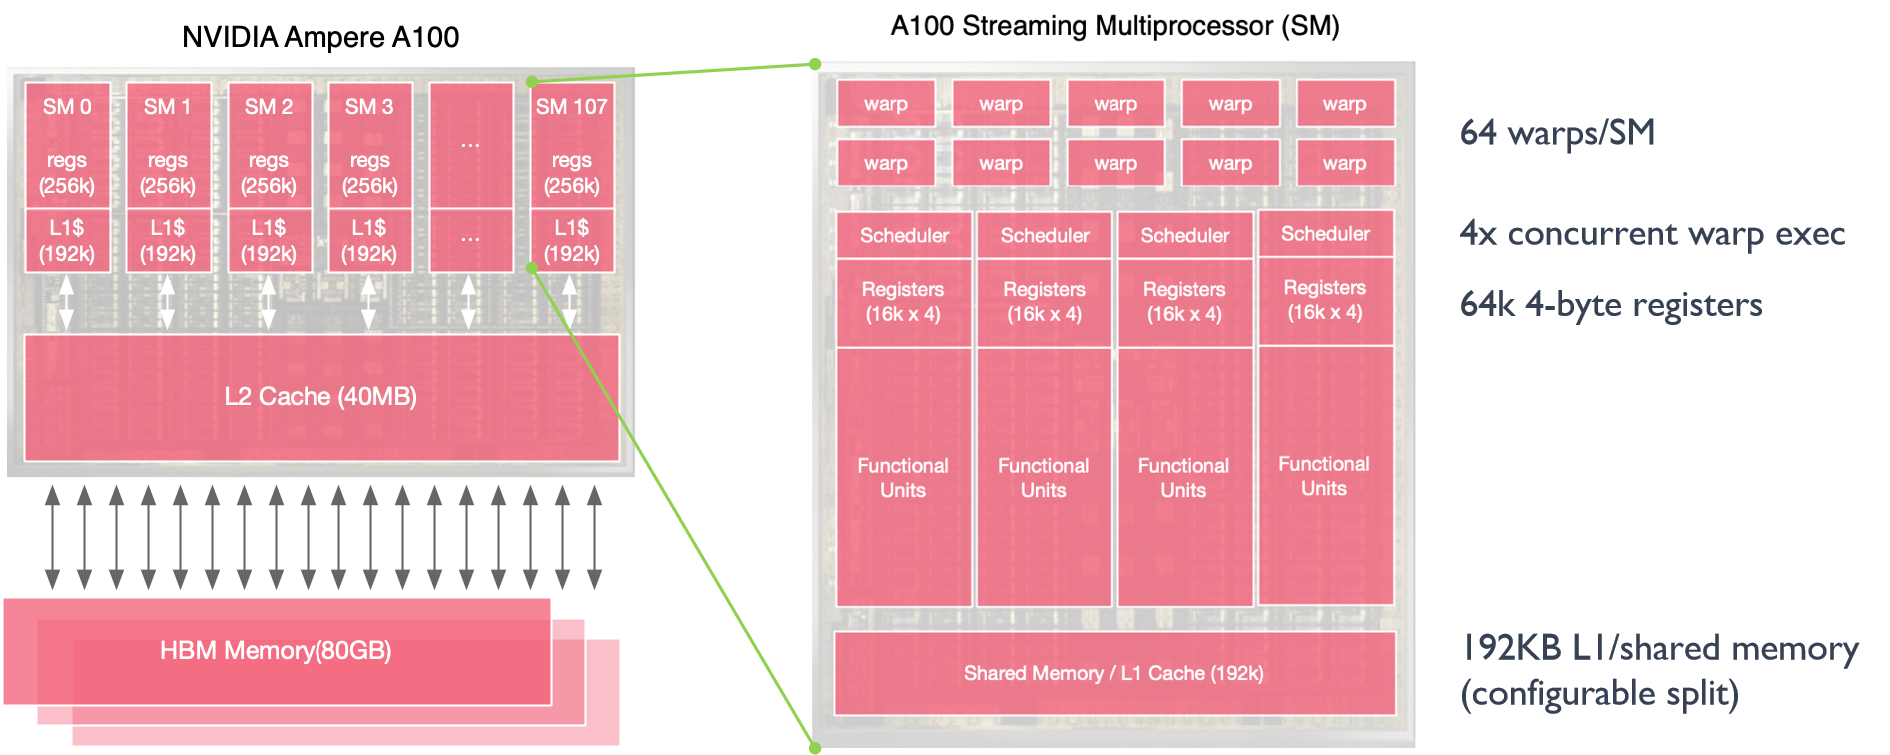 NVIDIA Ampere A100
SM 0
regs
(256k)
L1$
(192k)
SM 1
regs
(256k)
L1$
(192k)
SM 2
regs
(256k)
L1$
(192k)
SM 3
regs
(256k)
L1$
(192k)
...
...
SM 107
regs
(256k)
L1$
(192k)
L2 Cache (40MB)
HBM Memory(80GB)
A100 Streaming Multiprocessor (SM)
warp warp warp warp warp
warp warp warp warp warp
Scheduler Scheduler Scheduler Scheduler
Registers
(16k x 4)
Registers
(16k x 4)
Registers
(16k x 4)
Registers
(16k x 4)
Functional
Units
Functional
Units
Functional
Units
Functional
Units
Shared Memory / L1 Cache (192k)
64 warps/SM
4x concurrent warp exec
64k 4-byte registers
192KB L1/shared memory
(configurable split)